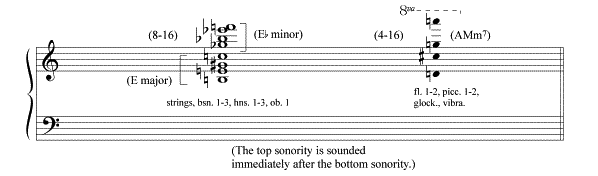 8va
(8-16) (E♭ minor) (4-16) (AMm7)
(E major)
strings, bsn. 1-3, hns. 1-3, ob. 1
fl. 1-2, picc. 1-2,
glock., vibra.
(The top sonority is sounded
immediately after the bottom sonority.)